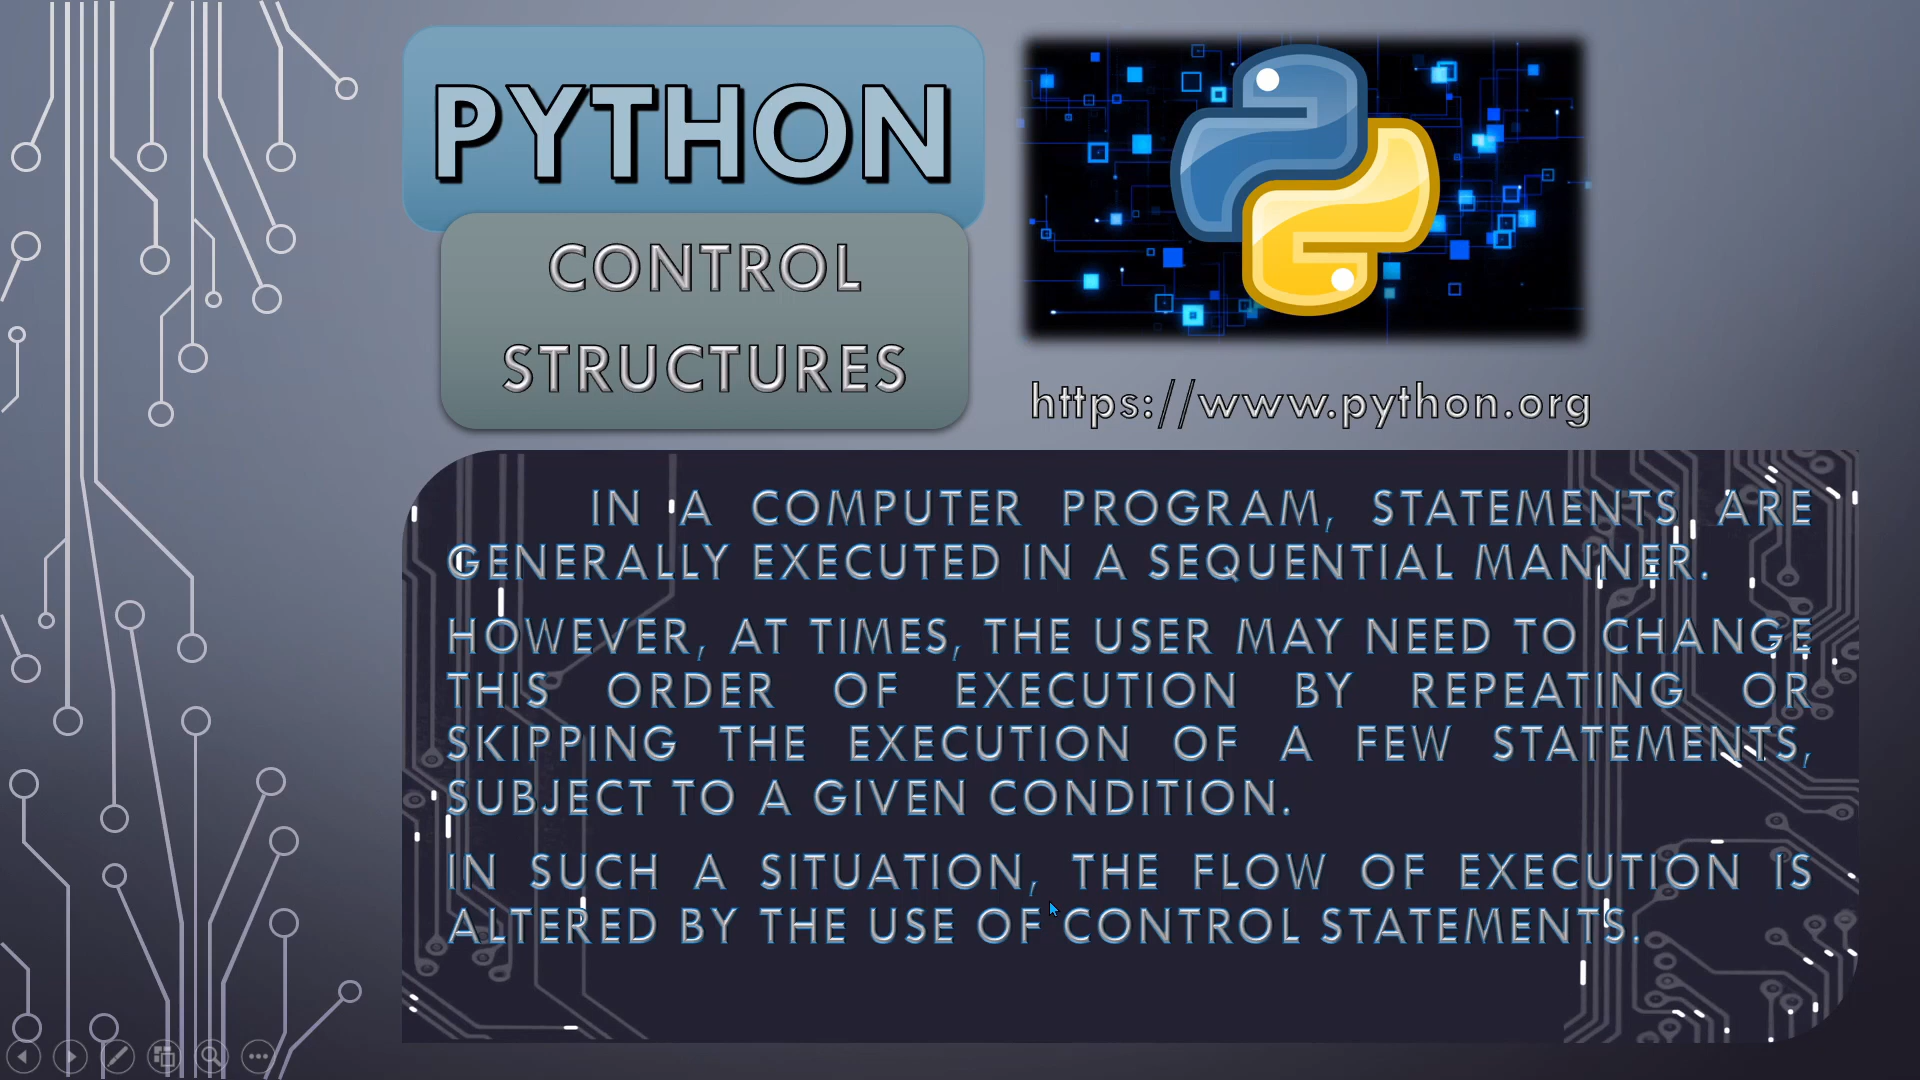 PYTHON
CONTROL
STRUCTURES
https://www.python.org
IN A COMPUTER PROGRAM, STATEMENTS ARE
GENERALLY EXECUTED IN A SEQUENTIAL MANNER.
HOWEVER, AT TIMES, THE USER MAY NEED TO CHANGE
THIS ORDER OF EXECUTION BY REPEATING OR
SKIPPING THE EXECUTION OF A FEW STATEMENTS,
SUBJECT TO A GIVEN CONDITION.
IN SUCH A SITUATION, THE FLOW OF EXECUTION IS
ALTERED BY THE USE OF CONTROL STATEMENTS.